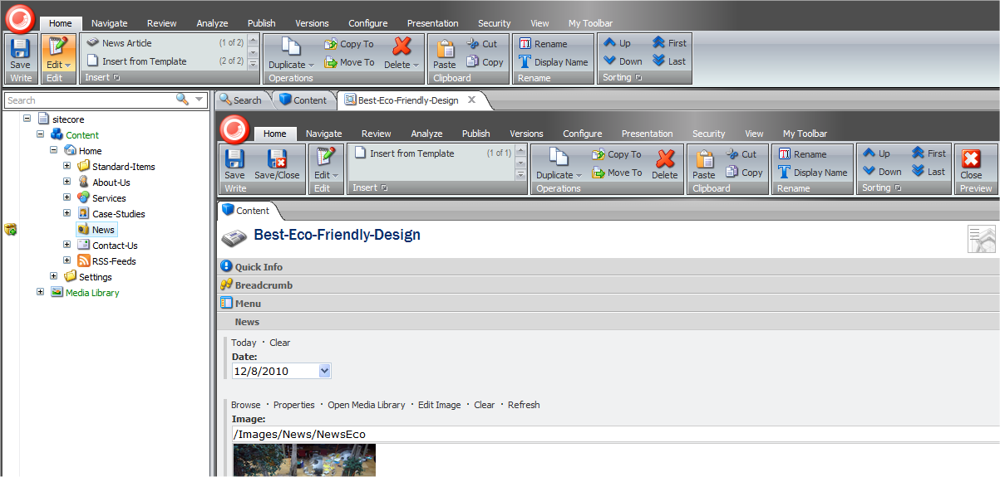 Home Navigate Review Analyze Publish Versions Configure Presentation Security View My Toolbar
News Article (1 of 2) Copy To Cut Rename Up First
Save Edit Insert from Template (2 of 2) Duplicate Move To Delete Paste Copy Display Name Down Last
Write Edit Insert Operations Clipboard Rename Sorting
Search
sitecore
Content
Home
Standard-Items
About-Us
Services
Case-Studies
News
Contact-Us
RSS-Feeds
Settings
Media Library
Search Content Best-Eco-Friendly-Design
Home Navigate Review Analyze Publish Versions Configure Presentation Security View My Toolbar
Insert from Template (1 of 1) Copy To Cut Rename Up First
Save Save/Close Edit Duplicate Move To Delete Paste Copy Display Name Down Last Close
Write Edit Insert Operations Clipboard Rename Sorting Preview
Content
Best-Eco-Friendly-Design
Quick Info
Breadcrumb
Menu
News
Today · Clear
Date:
12/8/2010
Browse · Properties · Open Media Library · Edit Image · Clear · Refresh
Image:
/Images/News/NewsEco